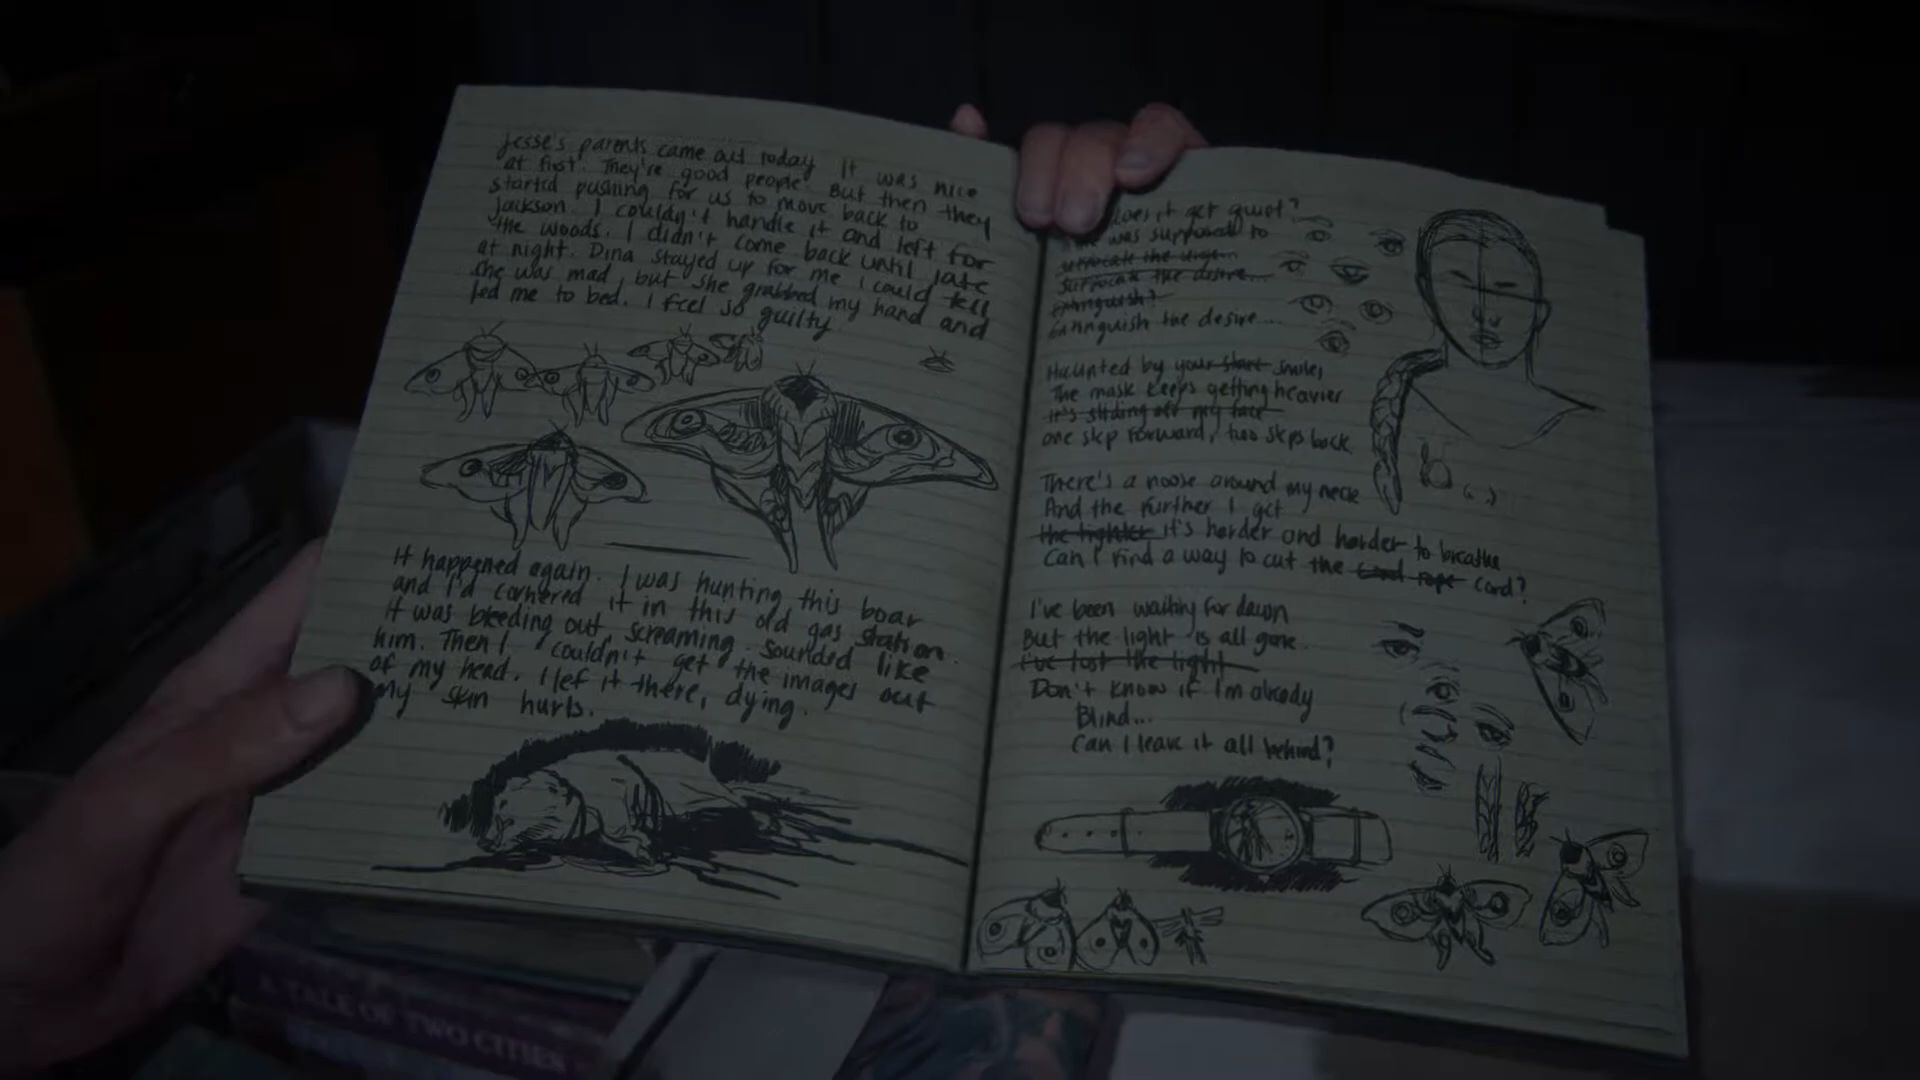 Jesse's parents came out today. It was nice
at first. They're good people. But then they
started pushing for us to move back to
Jackson. I couldn't handle it and left for
the woods. I didn't come back until late
at night. Dina stayed up for me. I could tell
she was mad, but she grabbed my hand and
led me to bed. I feel so guilty.
It happened again. I was hunting this boar
and I'd cornered it in this old gas station.
It was bleeding out, screaming. Sounded like
him. Then I. I couldn't get the images out
of my head. I lef it there, dying.
My skin hurts.
does it get quiet?
was supposed to
suffocate the urge...
suffocate the desire...
extinguish?
Extinguish the desire...
Haunted by your stare smiles
The mask keeps getting heavier
it's sliding off my face
one step forward, two steps back
There's a noose around my neck
And the further I get
the tighter it's harder and harder to breathe
Can I find a way to cut the cord rope cord?
I've been waiting for dawn
But the light is all gone
I've lost the light
Don't know if I'm already
Blind...
Can I leave it all behind?
A TALE OF TWO CITIES